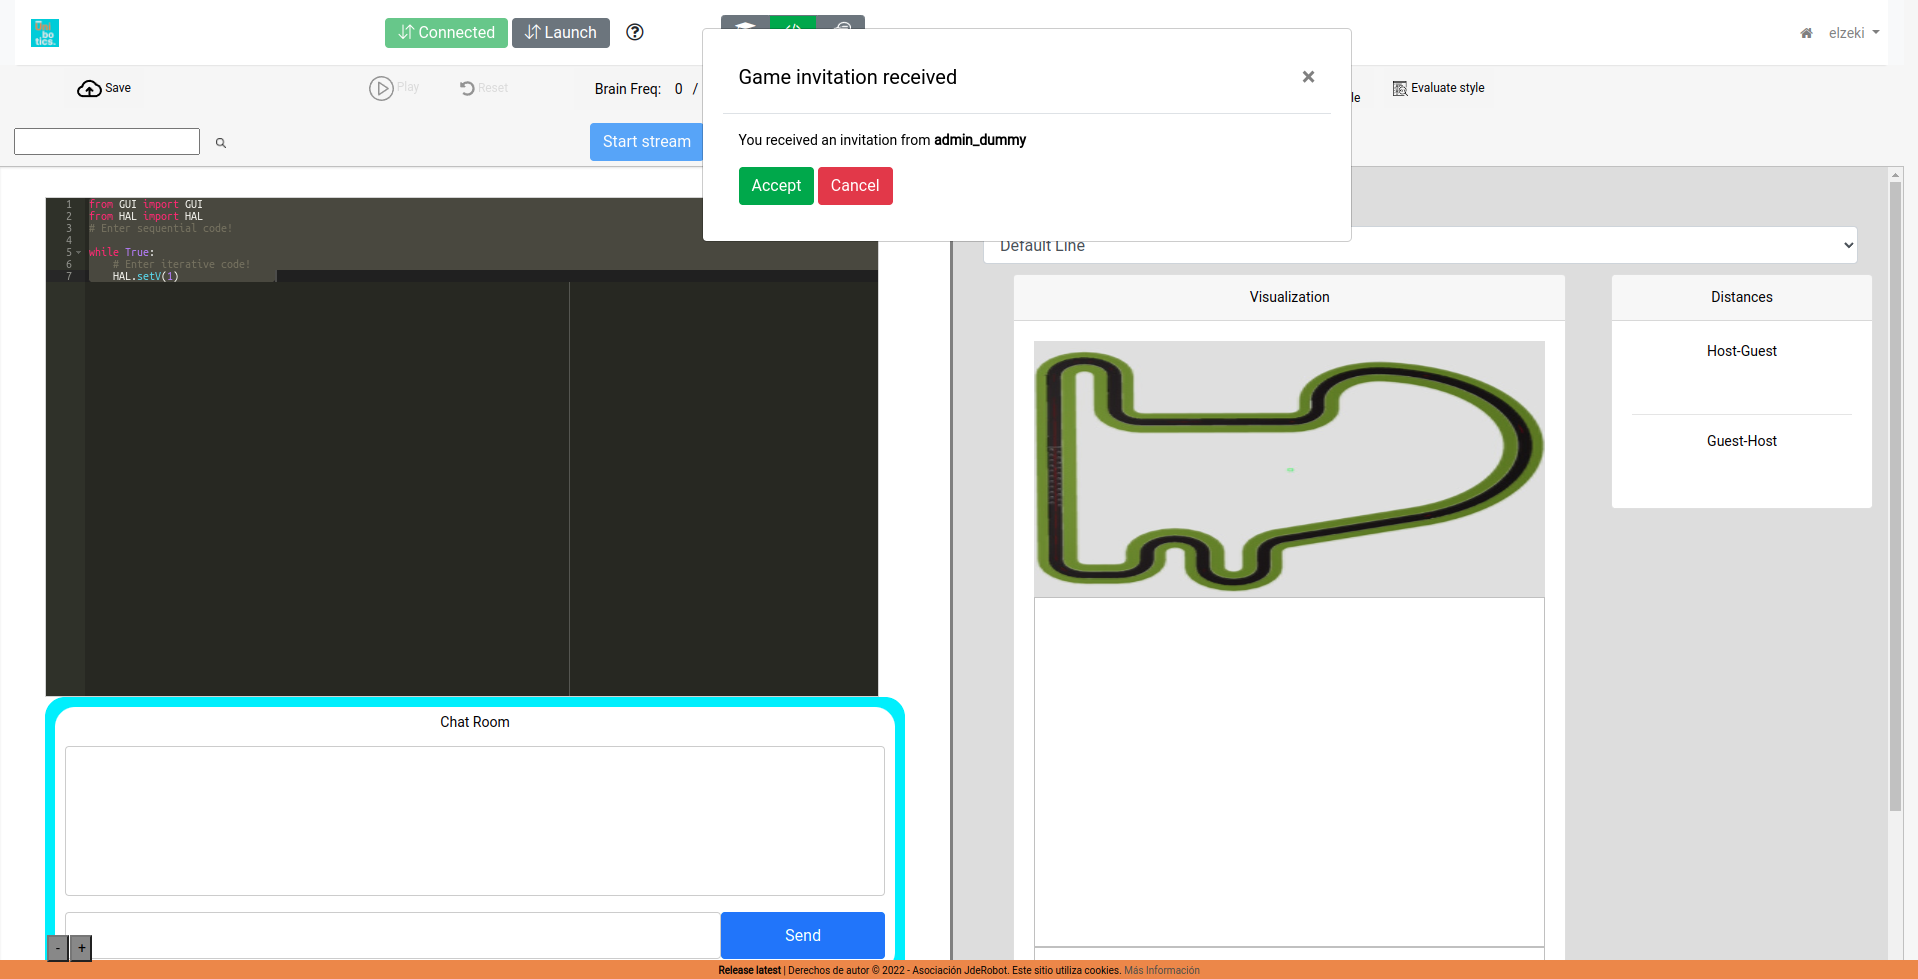 bo
tics.
Connected
Launch
elzeki
Game invitation received
×
You received an invitation from admin_dummy
Accept
Cancel
Save
Play
Reset
Brain Freq: 0 /
le
Evaluate style
Start stream
1 from GUI import GUI
2 from HAL import HAL
3 # Enter sequential code!
4
5 while True:
6 # Enter iterative code!
7 HAL.setV(1)
Default Line
Visualization
Distances
Host-Guest
Guest-Host
Chat Room
Send
- +
Release latest | Derechos de autor © 2022 - Asociación JdeRobot. Este sitio utiliza cookies. Más Información